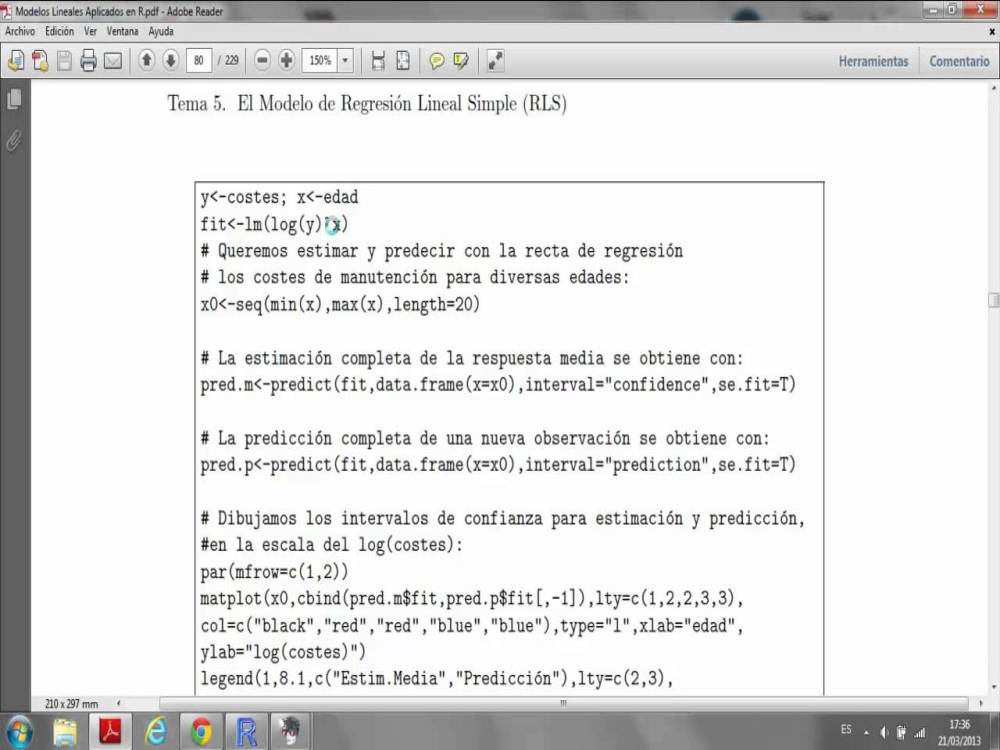 Modelos Lineales Aplicados en R.pdf - Adobe Reader
Archivo Edición Ver Ventana Ayuda
80 / 229 150% Herramientas Comentario
Tema 5. El Modelo de Regresión Lineal Simple (RLS)
y<-costes; x<-edad
fit<-lm(log(y)~x)
# Queremos estimar y predecir con la recta de regresión
# los costes de manutención para diversas edades:
x0<-seq(min(x),max(x),length=20)
# La estimación completa de la respuesta media se obtiene con:
pred.m<-predict(fit,data.frame(x=x0),interval="confidence",se.fit=T)
# La predicción completa de una nueva observación se obtiene con:
pred.p<-predict(fit,data.frame(x=x0),interval="prediction",se.fit=T)
# Dibujamos los intervalos de confianza para estimación y predicción,
#en la escala del log(costes):
par(mfrow=c(1,2))
matplot(x0,cbind(pred.m$fit,pred.p$fit[,-1]),lty=c(1,2,2,3,3),
col=c("black","red","red","blue","blue"),type="l",xlab="edad",
ylab="log(costes)")
legend(1,8.1,c("Estim.Media","Predicción"),lty=c(2,3),
210 x 297 mm
ES 17:36
21/03/2013